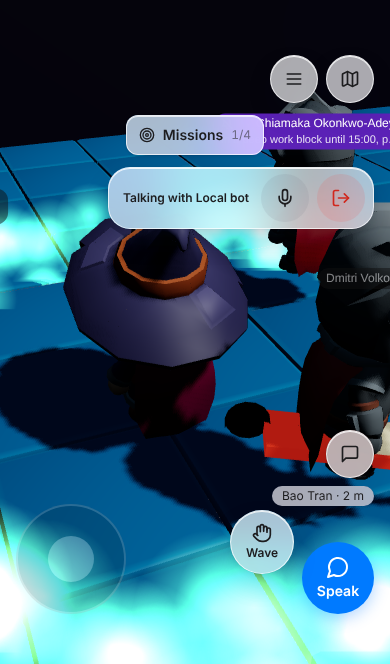 Chiamaka Okonkwo-Adey
Missions 1/4
work block until 15:00, p.
Talking with Local bot
Dmitri Volko
Bao Tran · 2 m
Wave
Speak